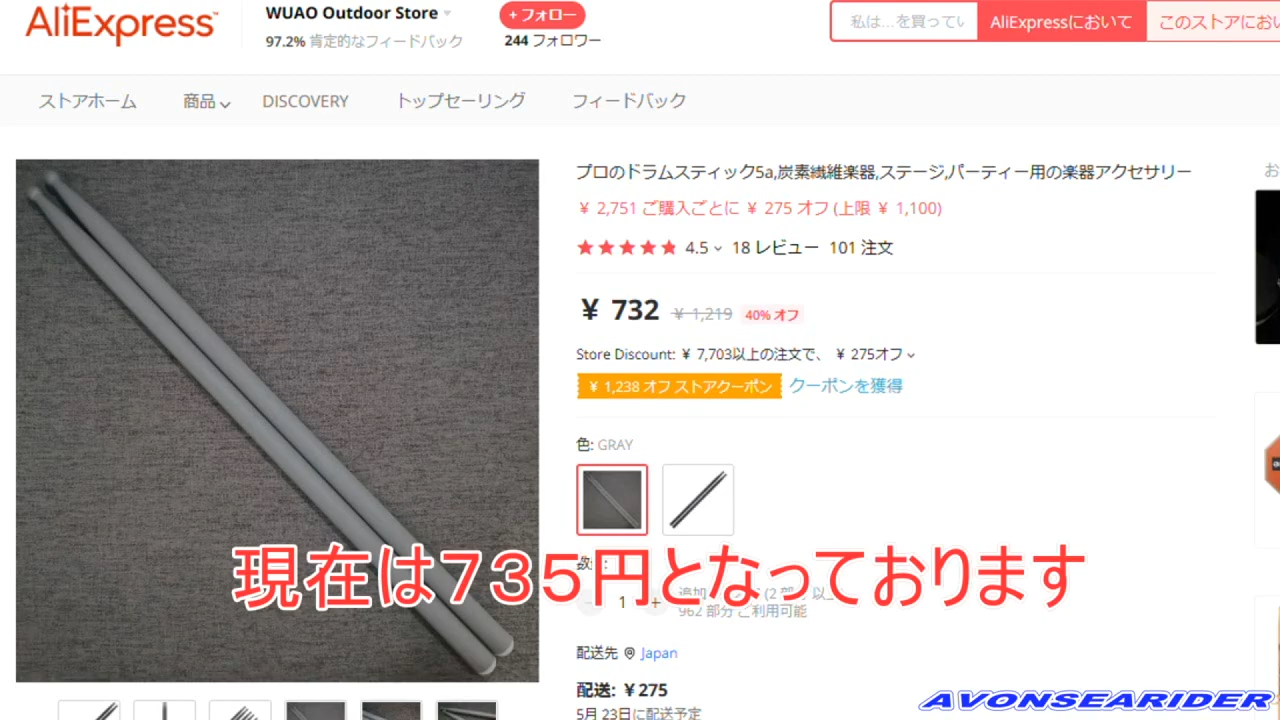 AliExpress™
WUAO Outdoor Store
97.2% 肯定的なフィードバック
+ フォロー
244 フォロワー
私は...を買ってい
AliExpressにおいて
このストアにおい
ストアホーム
商品
DISCOVERY
トップセーリング
フィードバック
プロのドラムスティック5a,炭素繊維楽器,ステージ,パーティー用の楽器アクセサリー
¥ 2,751 ご購入ごとに ¥ 275 オフ (上限 ¥ 1,100)
4.5 18 レビュー 101 注文
¥ 732 ¥ 1,219 40% オフ
Store Discount: ¥ 7,703以上の注文で、 ¥ 275オフ
¥ 1,238 オフ ストアクーポン クーポンを獲得
色: GRAY
現在は735円となっております
- 1 +
962 部分 ご利用可能
配送先 Japan
配送: ¥275
5月 23日に配送予定
AVONSEARIDER